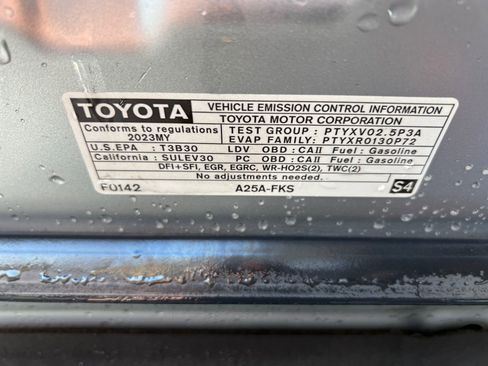 TOYOTA VEHICLE EMISSION CONTROL INFORMATION
TOYOTA MOTOR CORPORATION
Conforms to regulations
2023MY
TEST GROUP: PTYXV02.5P3A
EVAP FAMILY: PTYXR0130P72
U.S.EPA : T3B30 LDV OBD: CAII Fuel: Gasoline
California : SULEV30 PC OBD: CAII Fuel: Gasoline
DFI+SFI, EGR, EGRC, WR-HO2S(2), TWC(2)
No adjustments needed
F0142 A25A-FKS S4